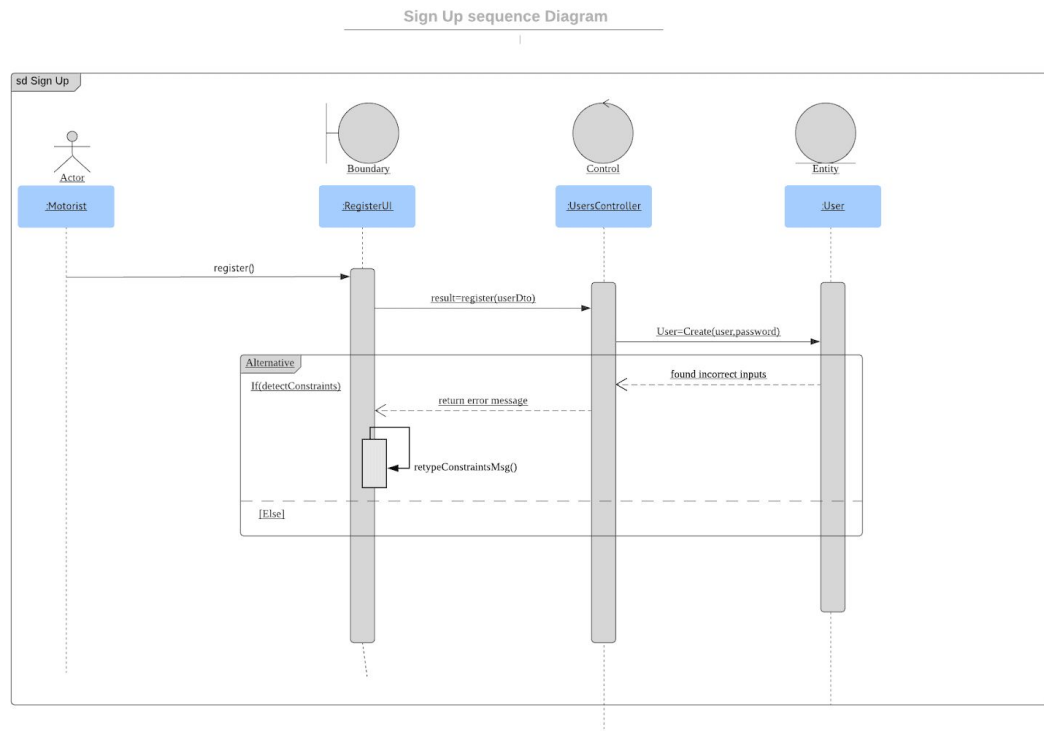 Sign Up sequence Diagram
sd Sign Up
Actor
Boundary
Control
Entity
:Motorist
:RegisterUI
:UsersController
:User
register()
result=register(userDto)
User=Create(user,password)
Alternative
If(detectConstraints)
found incorrect inputs
return error message
retypeConstraintsMsg()
[Else]